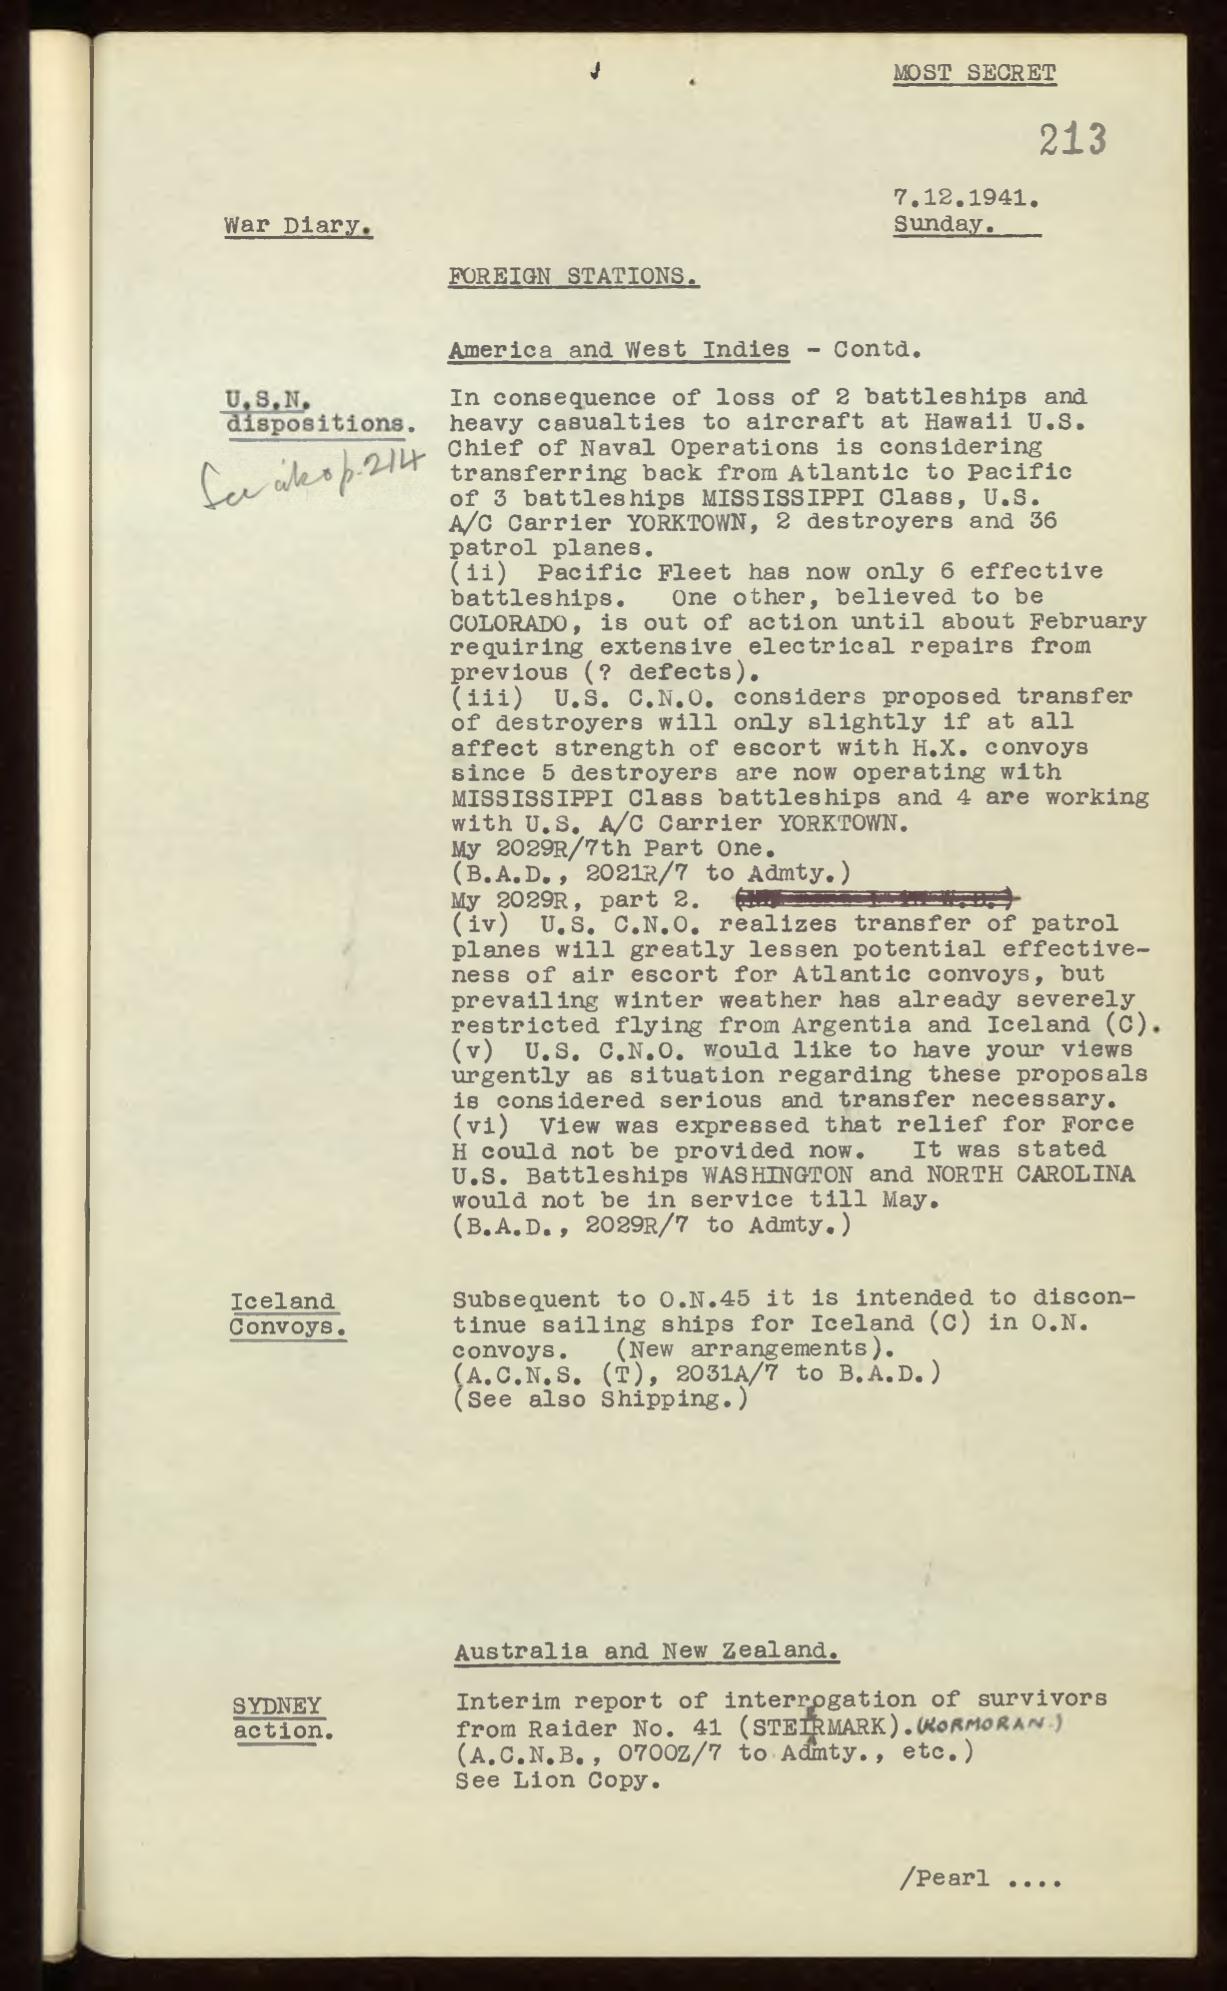 MOST SECRET
213
7.12.1941.
War Diary.
Sunday.
FOREIGN STATIONS.
America and West Indies - Contd.
U.S.N.
dispositions.
See also p.214
In consequence of loss of 2 battleships and
heavy casualties to aircraft at Hawaii U.S.
Chief of Naval Operations is considering
transferring back from Atlantic to Pacific
of 3 battleships MISSISSIPPI Class, U.S.
A/C Carrier YORKTOWN, 2 destroyers and 36
patrol planes.
(ii) Pacific Fleet has now only 6 effective
battleships. One other, believed to be
COLORADO, is out of action until about February
requiring extensive electrical repairs from
previous (? defects).
(iii) U.S. C.N.O. considers proposed transfer
of destroyers will only slightly if at all
affect strength of escort with H.X. convoys
since 5 destroyers are now operating with
MISSISSIPPI Class battleships and 4 are working
with U.S. A/C Carrier YORKTOWN.
My 2029R/7th Part One.
(B.A.D., 2021R/7 to Admty.)
My 2029R, part 2.
(iv) U.S. C.N.O. realizes transfer of patrol
planes will greatly lessen potential effective-
ness of air escort for Atlantic convoys, but
prevailing winter weather has already severely
restricted flying from Argentia and Iceland (C).
(v) U.S. C.N.O. would like to have your views
urgently as situation regarding these proposals
is considered serious and transfer necessary.
(vi) View was expressed that relief for Force
H could not be provided now. It was stated
U.S. Battleships WASHINGTON and NORTH CAROLINA
would not be in service till May.
(B.A.D., 2029R/7 to Admty.)
Iceland
Convoys.
Subsequent to O.N.45 it is intended to discon-
tinue sailing ships for Iceland (C) in O.N.
convoys. (New arrangements).
(A.C.N.S. (T), 2031A/7 to B.A.D.)
(See also Shipping.)
Australia and New Zealand.
SYDNEY
action.
Interim report of interrogation of survivors
from Raider No. 41 (STEIRMARK). (KORMORAN)
(A.C.N.B., 0700Z/7 to Admty., etc.)
See Lion Copy.
/Pearl ....